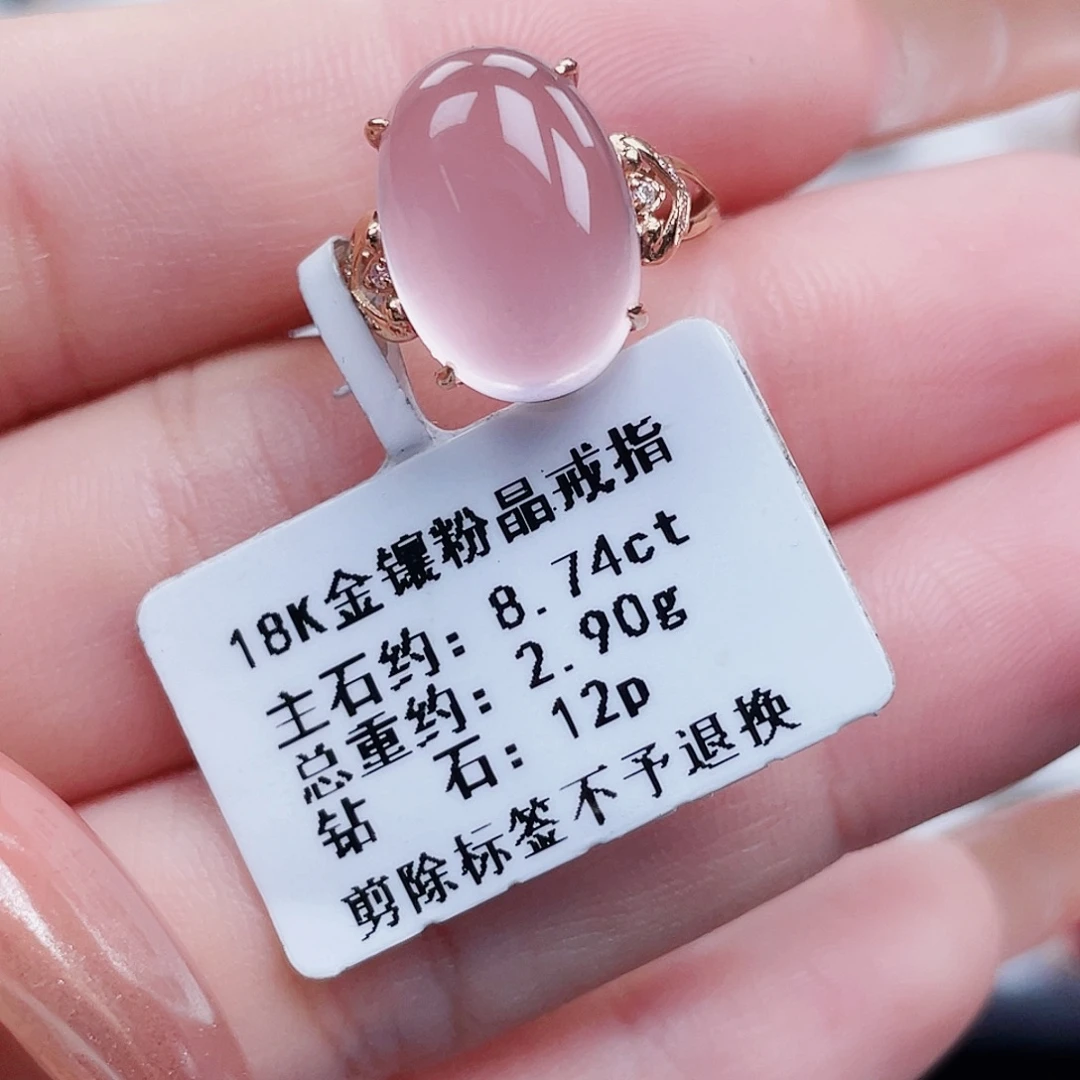 18K金镶粉晶戒指
主石约: 8.74ct
总重约: 2.90g
钻 石: 12p
剪除标签不予退换